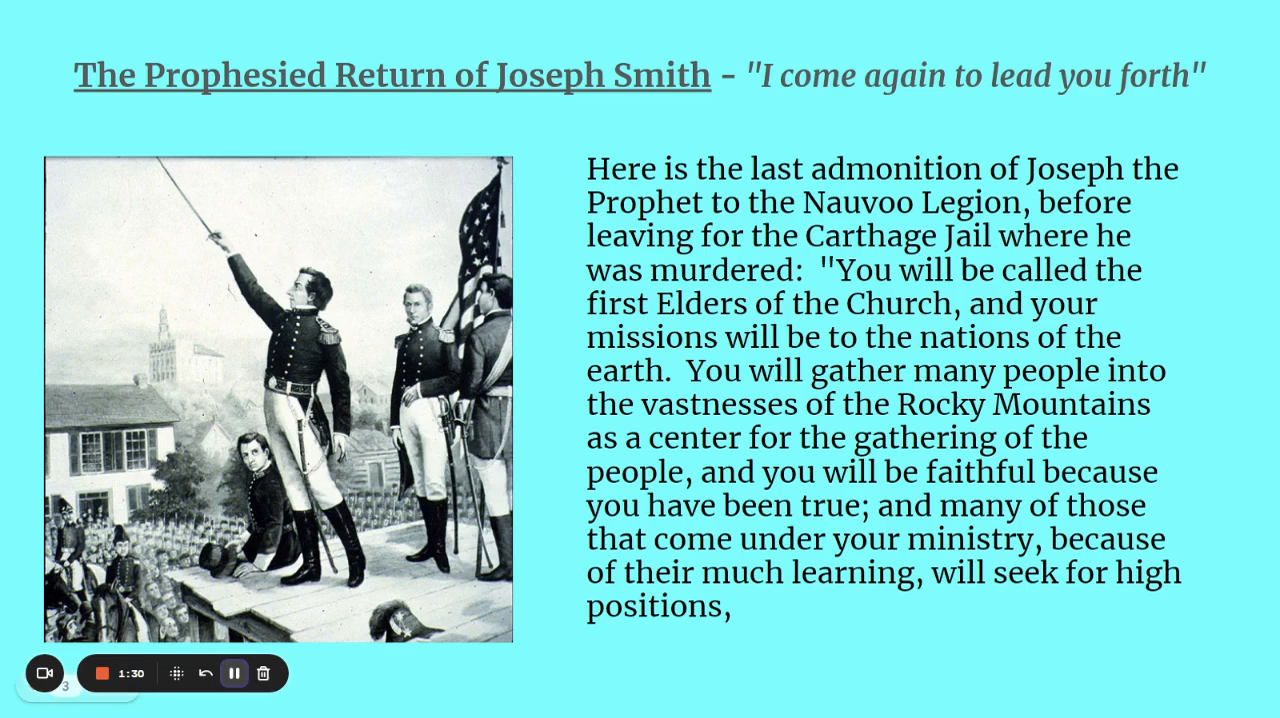 The Prophesied Return of Joseph Smith - "I come again to lead you forth"
Here is the last admonition of Joseph the
Prophet to the Nauvoo Legion, before
leaving for the Carthage Jail where he
was murdered:  "You will be called the
first Elders of the Church, and your
missions will be to the nations of the
earth.  You will gather many people into
the vastnesses of the Rocky Mountains
as a center for the gathering of the
people, and you will be faithful because
you have been true; and many of those
that come under your ministry, because
of their much learning, will seek for high
positions,
1:30
3